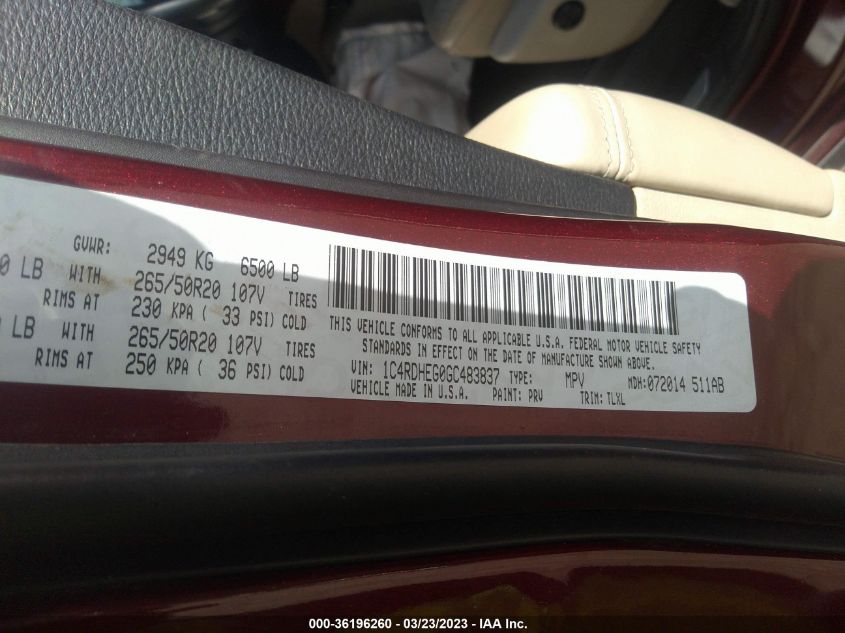 GVWR: 2949 KG 6500 LB
0 LB WITH 265/50R20 107V TIRES
RIMS AT 230 KPA ( 33 PSI) COLD
0 LB WITH 265/50R20 107V TIRES
RIMS AT 250 KPA ( 36 PSI) COLD
THIS VEHICLE CONFORMS TO ALL APPLICABLE U.S.A. FEDERAL MOTOR VEHICLE SAFETY
STANDARDS IN EFFECT ON THE DATE OF MANUFACTURE SHOWN ABOVE.
VIN: 1C4RDHEG0GC483837 TYPE: MPV MDH:072014 511AB
VEHICLE MADE IN U.S.A. PAINT: PRV TRIM: TLXL
000-36196260 - 03/23/2023 - IAA Inc.